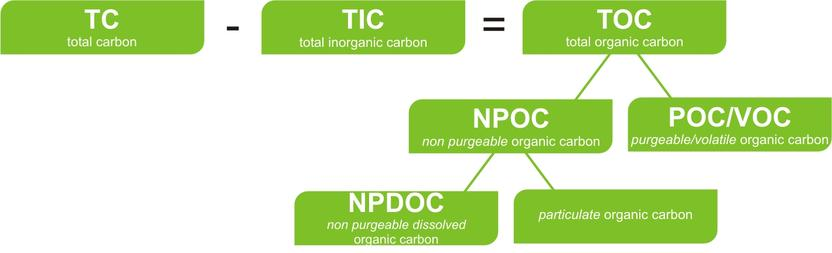 TC
total carbon
-
TIC
total inorganic carbon
=
TOC
total organic carbon
NPOC
non purgeable organic carbon
POC/VOC
purgeable/volatile organic carbon
NPDOC
non purgeable dissolved
organic carbon
particulate organic carbon